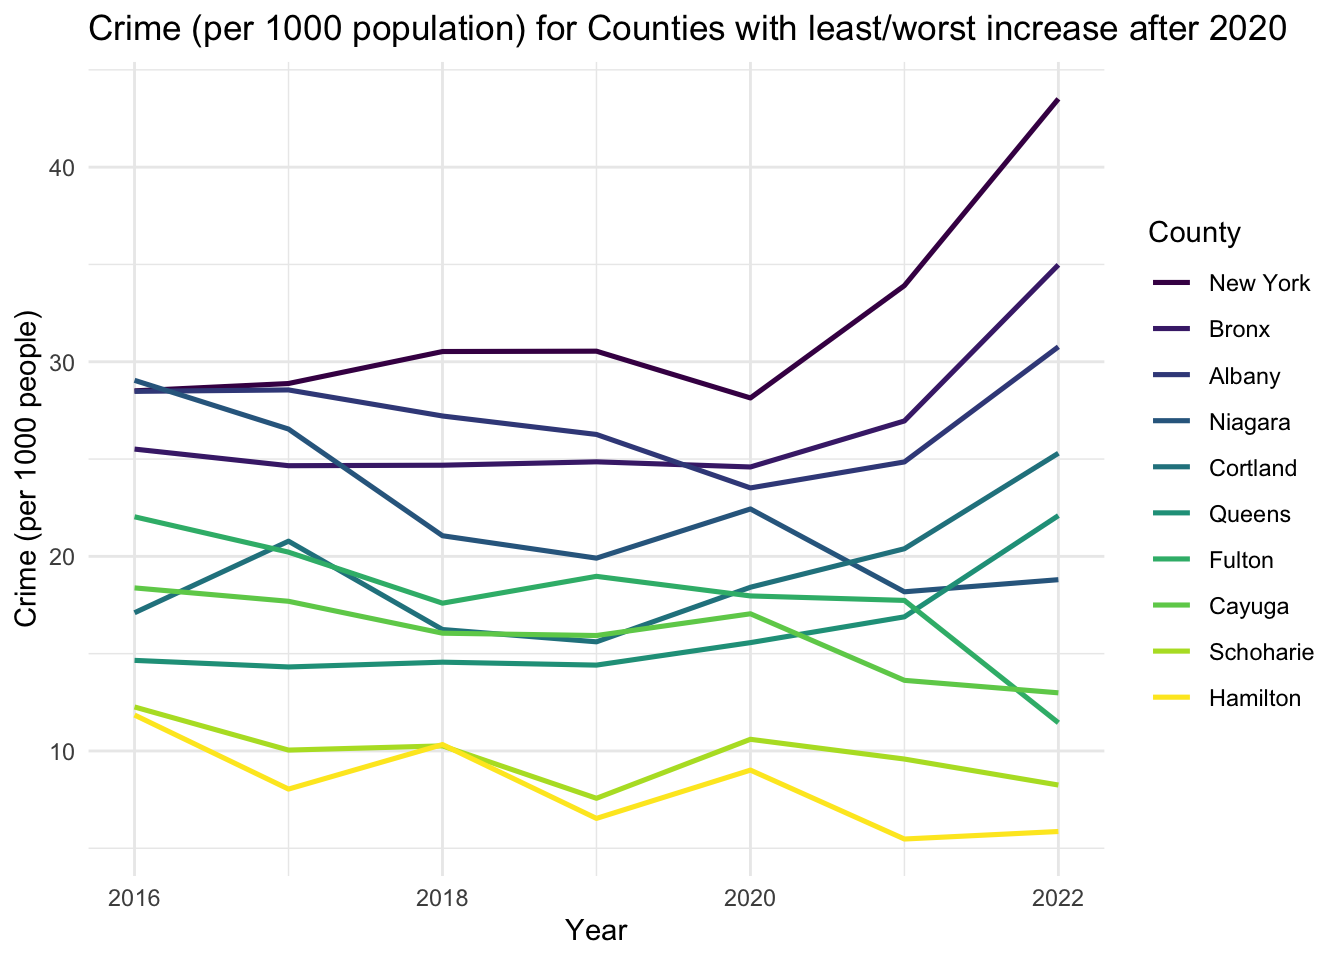 Crime (per 1000 population) for Counties with least/worst increase after 2020
Crime (per 1000 people)
40
30
20
10
2016
2018
2020
2022
Year
County
New York
Bronx
Albany
Niagara
Cortland
Queens
Fulton
Cayuga
Schoharie
Hamilton